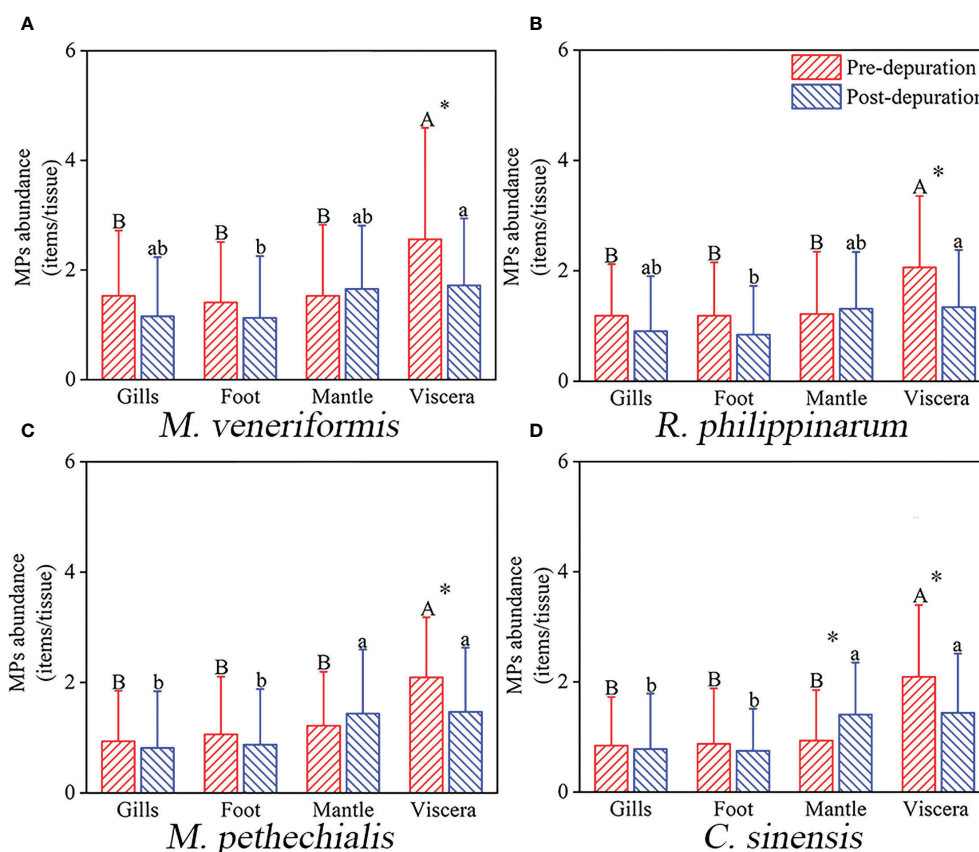 A
6
4
2
0
MPs abundance
(items/tissue)
B
ab
B
b
B
ab
A *
a
Gills Foot Mantle Viscera
M. veneriformis
B
6
4
2
0
MPs abundance
(items/tissue)
Pre-depuration
Post-depuration
B
ab
B
b
B
ab
A *
a
Gills Foot Mantle Viscera
R. philippinarum
C
6
4
2
0
MPs abundance
(items/tissue)
B
b
B
b
B
a
A *
a
Gills Foot Mantle Viscera
M. pethechialis
D
6
4
2
0
MPs abundance
(items/tissue)
B
b
B
b
*
B
a
A *
a
Gills Foot Mantle Viscera
C. sinensis